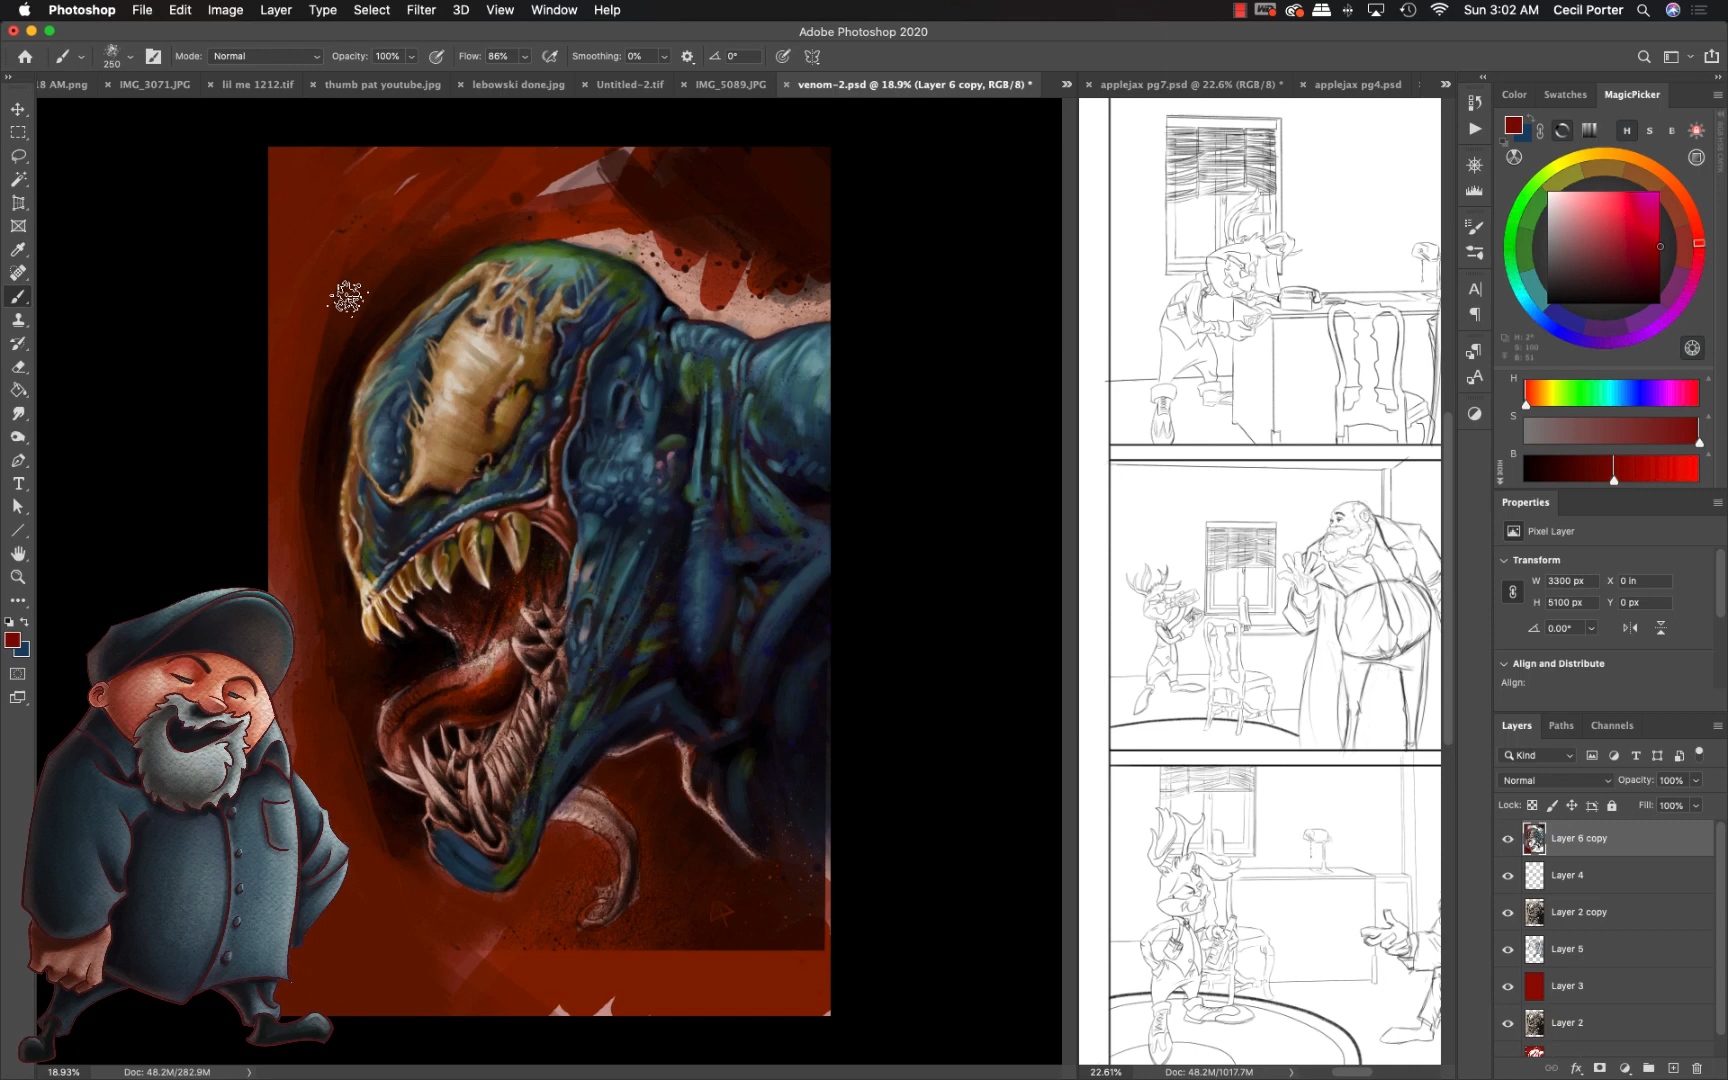 Photoshop File Edit Image Layer Type Select Filter 3D View Window Help Sun 3:02 AM Cecil Porter
Adobe Photoshop 2020
250 Mode: Normal Opacity: 100% Flow: 86% Smoothing: 0% 0°
18 AM.png × IMG_3071.JPG × lil me 1212.tif × thumb pat youtube.jpg × lebowski done.jpg × Untitled-2.tif × IMG_5089.JPG × venom-2.psd @ 18.9% (Layer 6 copy, RGB/8) * × applejax pg7.psd @ 22.6% (RGB/8) * × applejax pg4.psd
Color Swatches MagicPicker
H S B
H: 2°
S: 100
B: 51
H
S
B
HIDE
Properties
Pixel Layer
Transform
W 3300 px X 0 in
H 5100 px Y 0 px
0.00°
Align and Distribute
Align:
Layers Paths Channels
Kind
Normal Opacity: 100%
Lock: Fill: 100%
Layer 6 copy
Layer 4
Layer 2 copy
Layer 5
Layer 3
Layer 2
18.93% Doc: 48.2M/282.9M 22.61% Doc: 48.2M/1017.7M